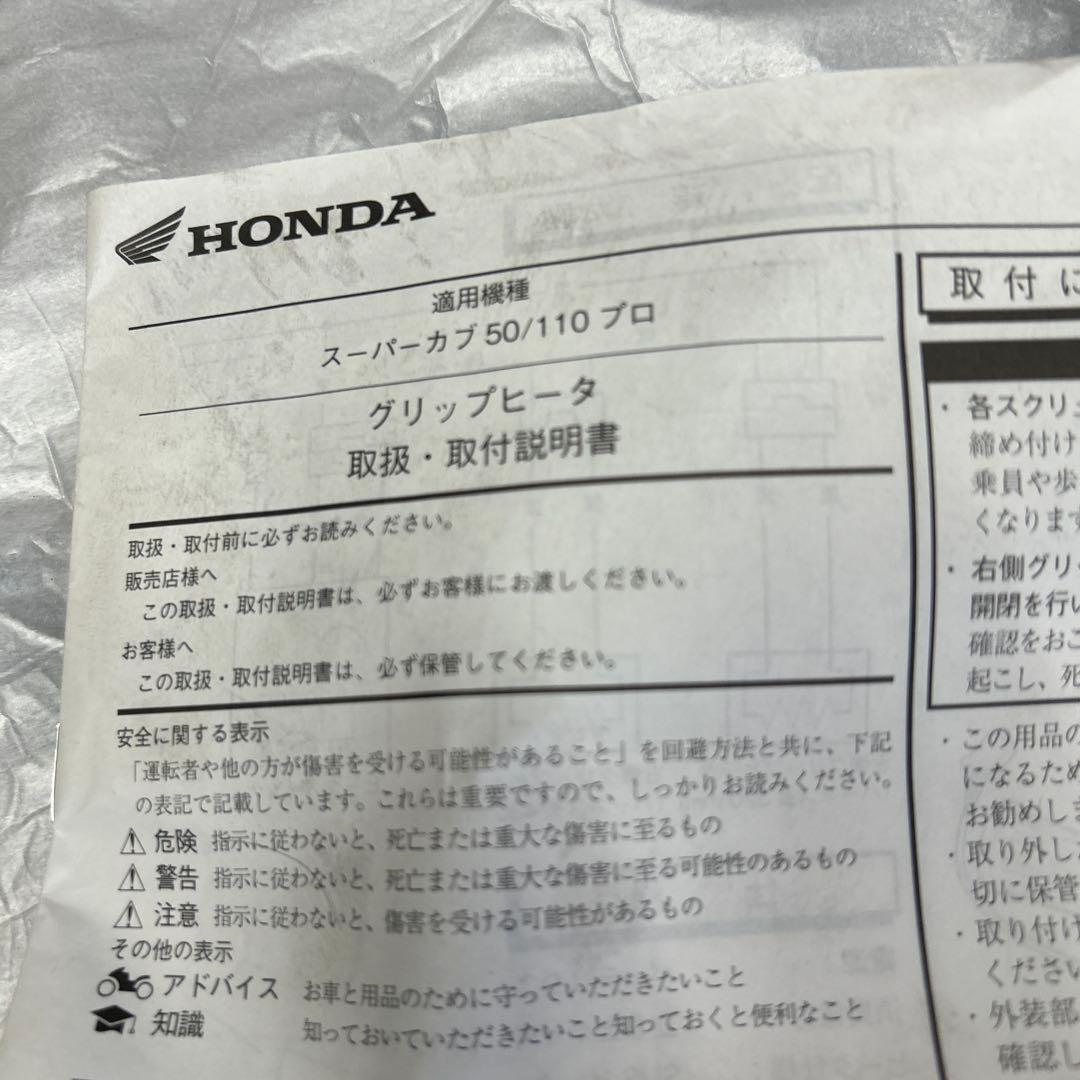 HONDA
適用機種
スーパーカブ 50/110 プロ
グリップヒータ
取扱・取付説明書
取扱・取付前に必ずお読みください。
販売店様へ
この取扱・取付説明書は、必ずお客様にお渡しください。
お客様へ
この取扱・取付説明書は、必ず保管してください。
安全に関する表示
「運転者や他の方が傷害を受ける可能性があること」を回避方法と共に、下記
の表記で記載しています。これらは重要ですので、しっかりお読みください。
危険 指示に従わないと、死亡または重大な傷害に至るもの
警告 指示に従わないと、死亡または重大な傷害に至る可能性のあるもの
注意 指示に従わないと、傷害を受ける可能性があるもの
その他の表示
アドバイス お車と用品のために守っていただきたいこと
知識 知っておいていただきたいこと知っておくと便利なこと
取付に
・各スクリュ
締め付け
乗員や歩
くなります
・右側グリ
開閉を行い
確認をおこ
起こし、死
・この用品の
になるため
お勧めしま
・取り外した
切に保管
・取り付け
ください
・外装部
確認し